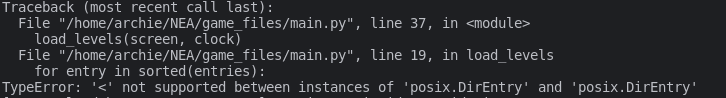 Traceback (most recent call last):
  File "/home/archie/NEA/game_files/main.py", line 37, in <module>
    load_levels(screen, clock)
  File "/home/archie/NEA/game_files/main.py", line 19, in load_levels
    for entry in sorted(entries):
TypeError: '<' not supported between instances of 'posix.DirEntry' and 'posix.DirEntry'